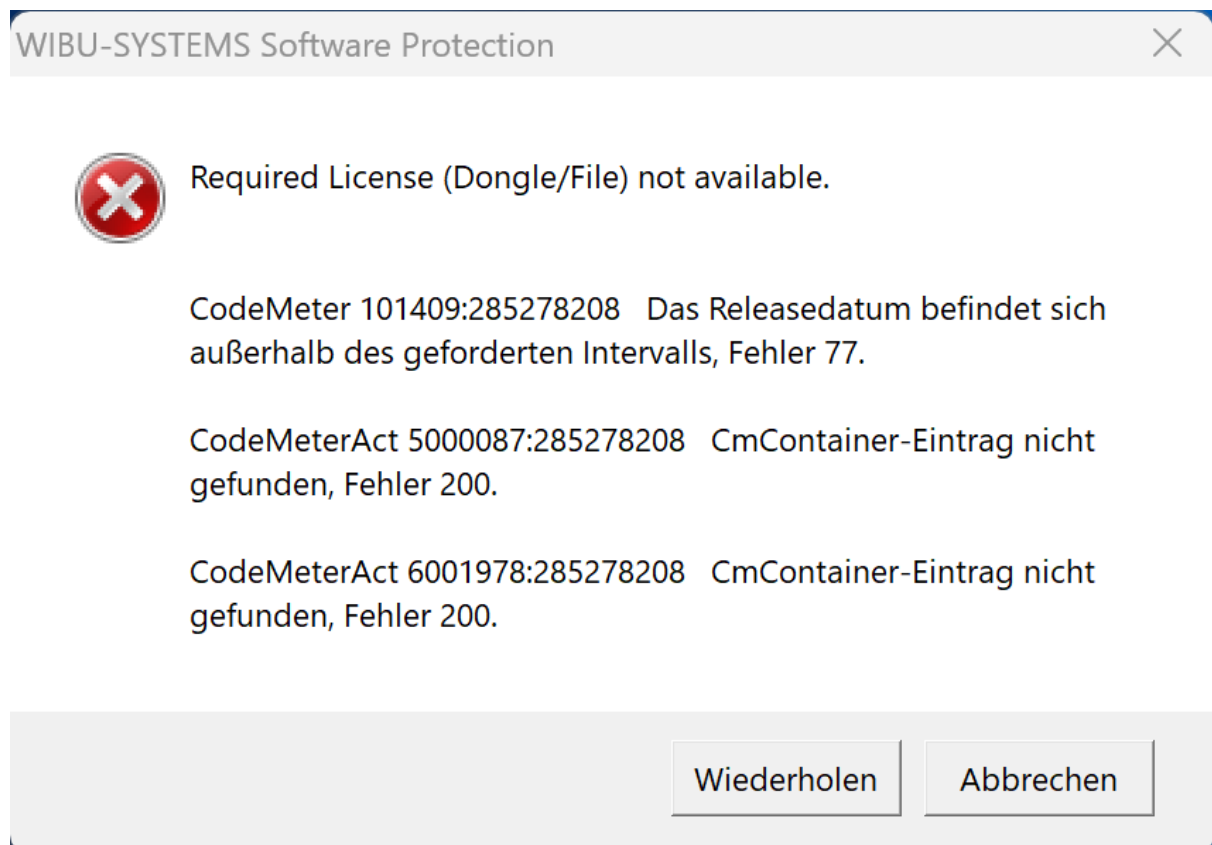 WIBU-SYSTEMS Software Protection
Required License (Dongle/File) not available.
CodeMeter 101409:285278208   Das Releasedatum befindet sich
außerhalb des geforderten Intervalls, Fehler 77.
CodeMeterAct 5000087:285278208   CmContainer-Eintrag nicht
gefunden, Fehler 200.
CodeMeterAct 6001978:285278208   CmContainer-Eintrag nicht
gefunden, Fehler 200.
Wiederholen
Abbrechen